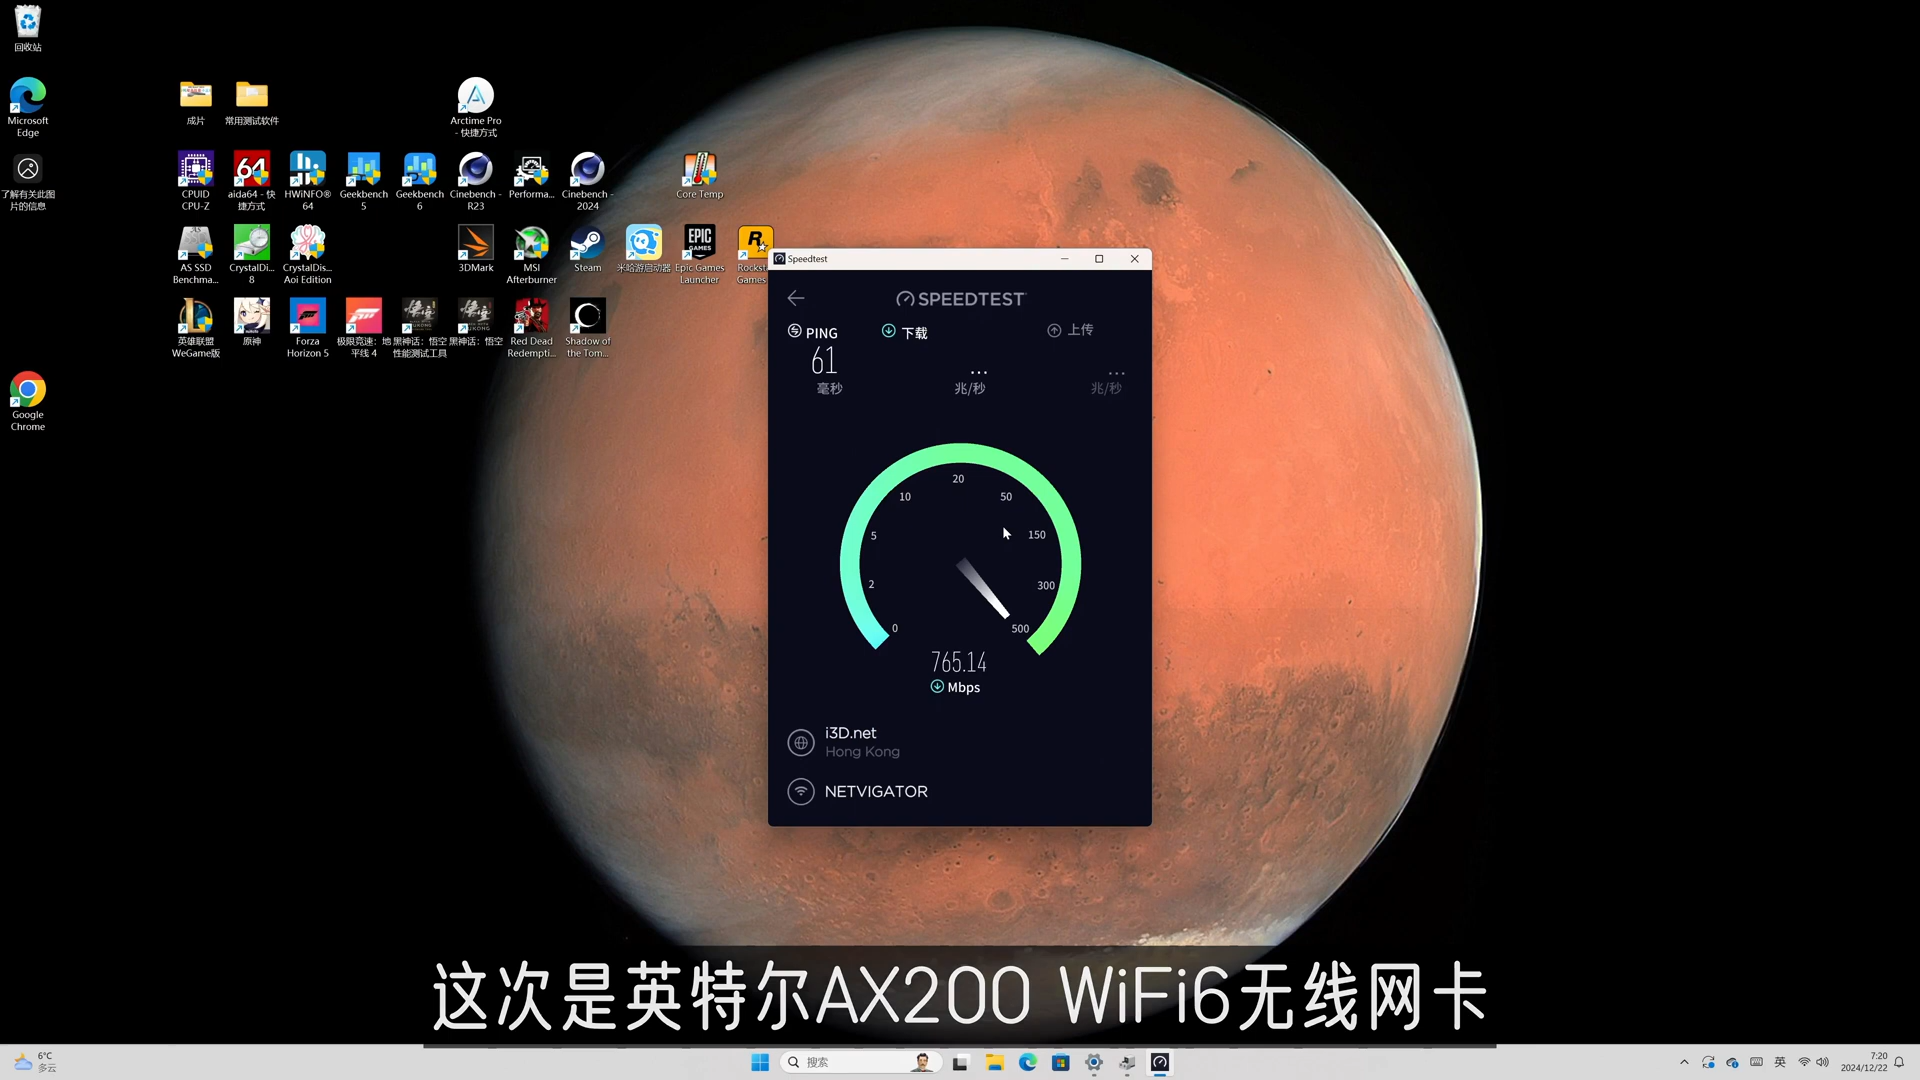 回收站
Microsoft
Edge
了解有关此图
片的信息
Google
Chrome
成片
常用测试软件
Arctime Pro
- 快捷方式
CPUID
CPU-Z
aida64 - 快
捷方式
HWiNFO®
64
Geekbench
5
Geekbench
6
Cinebench -
R23
Performa...
Cinebench -
2024
Core Temp
AS SSD
Benchma...
CrystalDi...
8
CrystalDis...
Aoi Edition
3DMark
MSI
Afterburner
Steam
米哈游启动器
Epic Games
Launcher
Rocksta
Games
英雄联盟
WeGame版
原神
Forza
Horizon 5
极限竞速：地
平线 4
黑神话：悟空
性能测试工具
黑神话：悟空
Red Dead
Redempti...
Shadow of
the Tom...
64
EPIC
GAMES
Speedtest
SPEEDTEST
PING
下载
上传
61
...
...
毫秒
兆/秒
兆/秒
20
10
50
5
150
2
300
0
500
765.14
Mbps
i3D.net
Hong Kong
NETVIGATOR
这次是英特尔AX200 WiFi6无线网卡
6°C
多云
搜索
英
7:20
2024/12/22